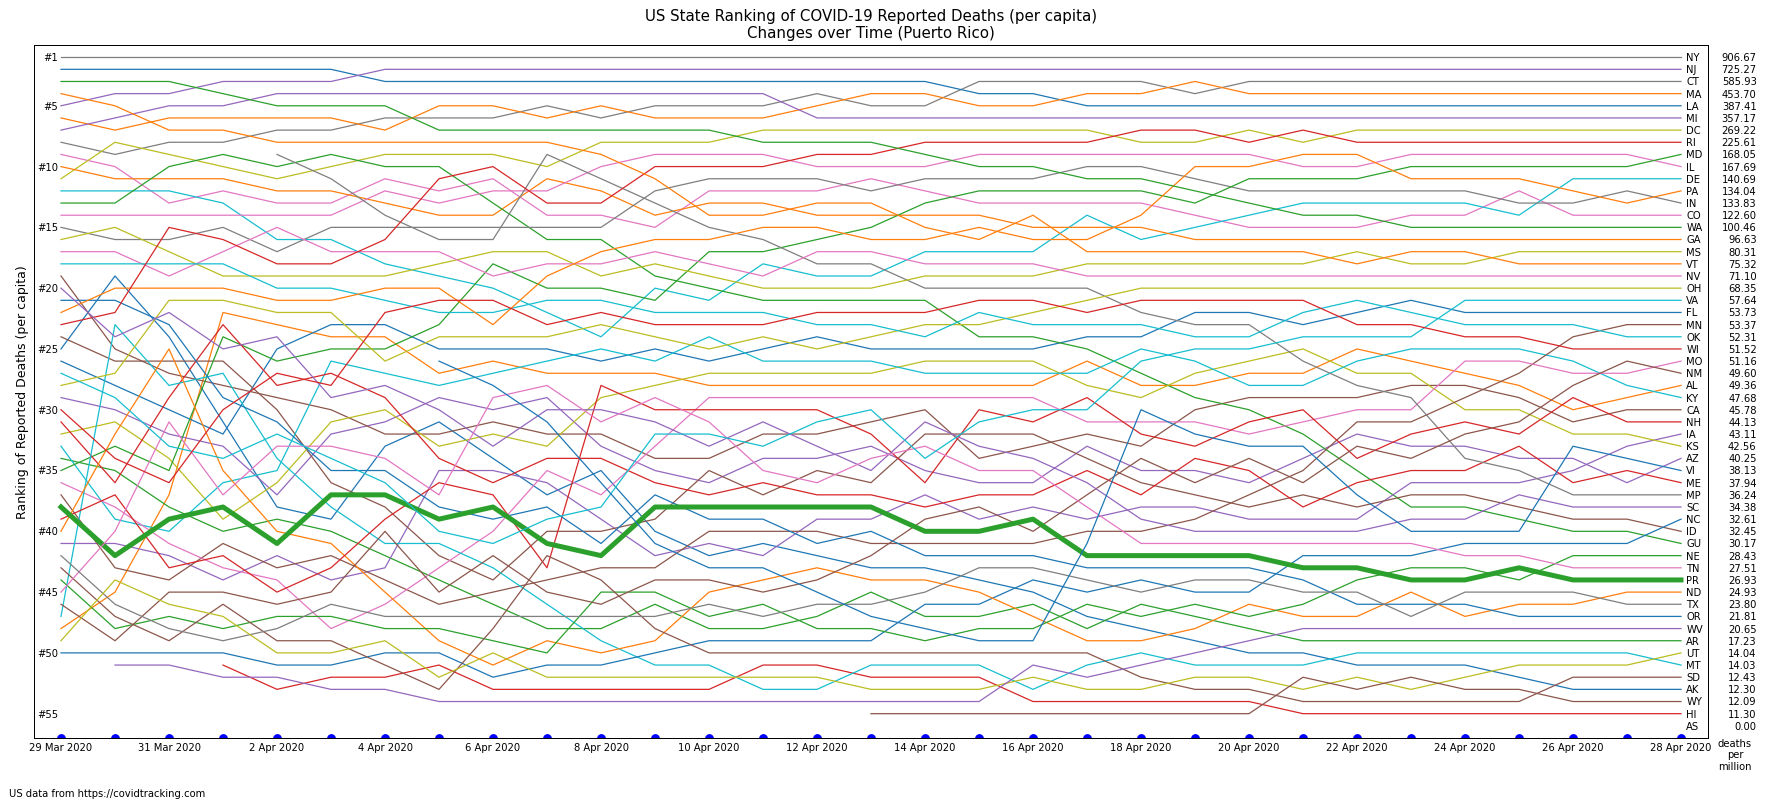 US State Ranking of COVID-19 Reported Deaths (per capita)
Changes over Time (Puerto Rico)
Ranking of Reported Deaths (per capita)
#1
#5
#10
#15
#20
#25
#30
#35
#40
#45
#50
#55
NY 906.67
NJ 725.27
CT 585.93
MA 453.70
LA 387.41
MI 357.17
DC 269.22
RI 225.61
MD 168.05
IL 167.69
DE 140.69
PA 134.04
IN 133.83
CO 122.60
WA 100.46
GA 96.63
MS 80.31
VT 75.32
NV 71.10
OH 68.35
VA 57.64
FL 53.73
MN 53.37
OK 52.31
WI 51.52
MO 51.16
NM 49.60
AL 49.36
KY 47.68
CA 45.78
NH 44.13
IA 43.11
KS 42.56
AZ 40.25
VI 38.13
ME 37.94
MP 36.24
SC 34.38
NC 32.61
ID 32.45
GU 30.17
NE 28.43
TN 27.51
PR 26.93
ND 24.93
TX 23.80
OR 21.81
WV 20.65
AR 17.23
UT 14.04
MT 14.03
SD 12.43
AK 12.30
WY 12.09
HI 11.30
AS 0.00
29 Mar 2020 31 Mar 2020 2 Apr 2020 4 Apr 2020 6 Apr 2020 8 Apr 2020 10 Apr 2020 12 Apr 2020 14 Apr 2020 16 Apr 2020 18 Apr 2020 20 Apr 2020 22 Apr 2020 24 Apr 2020 26 Apr 2020 28 Apr 2020
deaths
per
million
US data from https://covidtracking.com